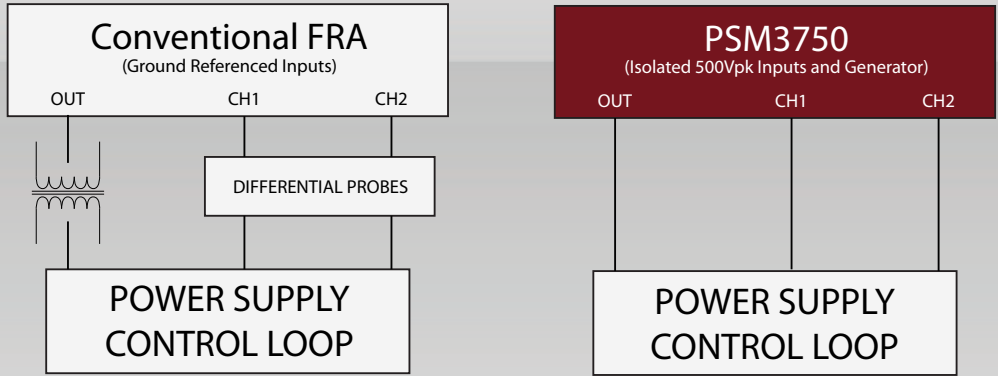 Conventional FRA
(Ground Referenced Inputs)
OUT CH1 CH2
DIFFERENTIAL PROBES
POWER SUPPLY
CONTROL LOOP
PSM3750
(Isolated 500Vpk Inputs and Generator)
OUT CH1 CH2
POWER SUPPLY
CONTROL LOOP